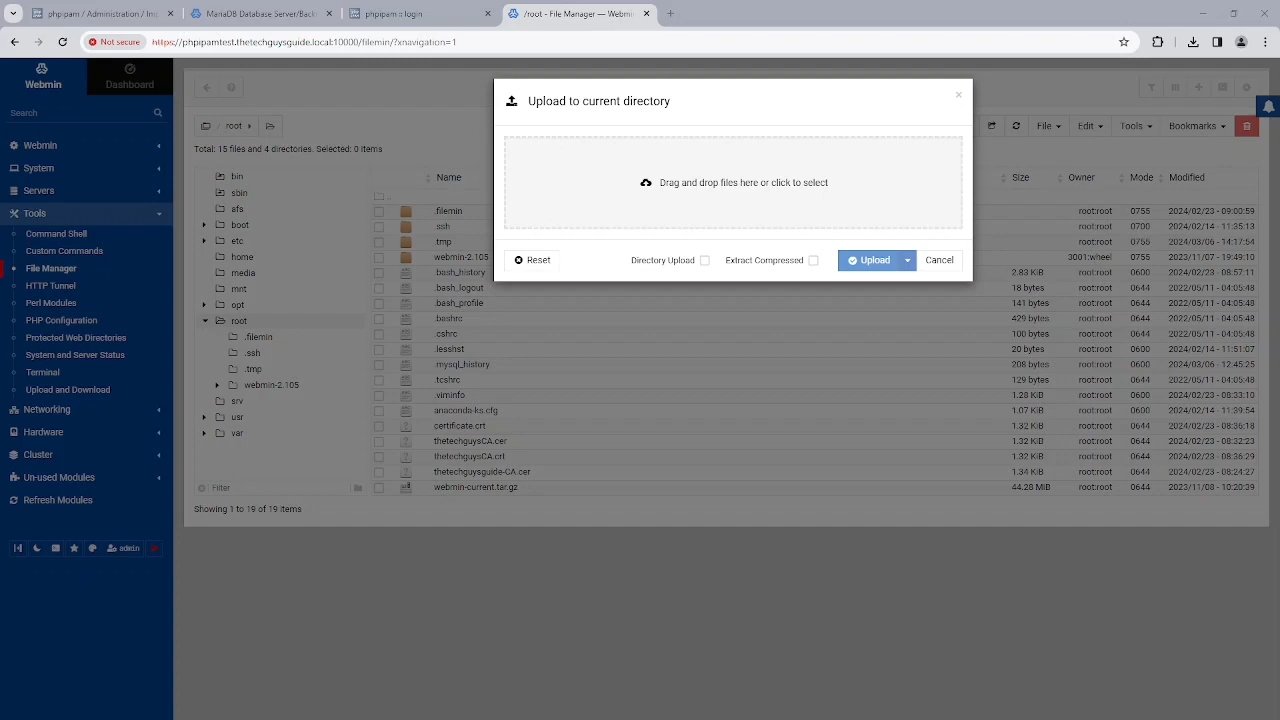 phpipam / Administration / Imp
MariaDB Database Server/Back
phpipam :: login
/root - File Manager — Webmin
Not secure
https://phpipamtest.thetechguysguide.local:10000/filemin/?xnavigation=1
Webmin
Dashboard
Search
Webmin
System
Servers
Tools
Command Shell
Custom Commands
File Manager
HTTP Tunnel
Perl Modules
PHP Configuration
Protected Web Directories
System and Server Status
Terminal
Upload and Download
Networking
Hardware
Cluster
Un-used Modules
Refresh Modules
admin
/ root
File
Edit
Tools
Bookmarks
Total: 15 files and 4 directories. Selected: 0 items
bin
sbin
afs
boot
etc
home
media
mnt
opt
root
.filemin
.ssh
.tmp
webmin-2.105
srv
usr
var
Filter
Showing 1 to 19 of 19 items
Upload to current directory
×
Drag and drop files here or click to select
Reset
Directory Upload
Extract Compressed
Upload
Cancel
Name Size Owner Mode Modified
..
.filemin root:root 0755 2024/02/23 - 09:00:59
.ssh root:root 0700 2024/02/14 - 11:35:13
.tmp root:root 0755 2024/03/06 - 14:17:54
webmin-2.105 3001:wheel 0755 2023/11/07 - 19:49:10
.bash_history 2.83 KiB root:root 0600 2024/02/23 - 08:57:11
.bash_logout 18 bytes root:root 0644 2022/05/11 - 04:05:48
.bash_profile 141 bytes root:root 0644 2022/05/11 - 04:05:48
.bashrc 429 bytes root:root 0644 2022/05/11 - 04:05:48
.cshrc 100 bytes root:root 0644 2022/05/11 - 04:05:48
.lesshst 20 bytes root:root 0600 2024/02/14 - 11:51:07
.mysql_history 208 bytes root:root 0600 2024/03/06 - 12:45:25
.tcshrc 129 bytes root:root 0644 2022/05/11 - 04:05:48
.viminfo 1.28 KiB root:root 0600 2024/02/23 - 08:33:10
anaconda-ks.cfg 1.07 KiB root:root 0600 2024/02/14 - 11:39:54
certificate.crt 1.32 KiB root:root 0644 2024/02/23 - 08:36:18
thetechguysCA.cer 1.32 KiB root:root 0644 2024/02/23 - 08:32:23
thetechguysCA.crt 1.32 KiB root:root 0644 2024/02/23 - 08:36:29
thetechguysguide-CA.cer 1.34 KiB root:root 0644 2024/02/23 - 08:24:27
webmin-current.tar.gz 44.28 MiB root:root 0644 2023/11/08 - 10:20:39